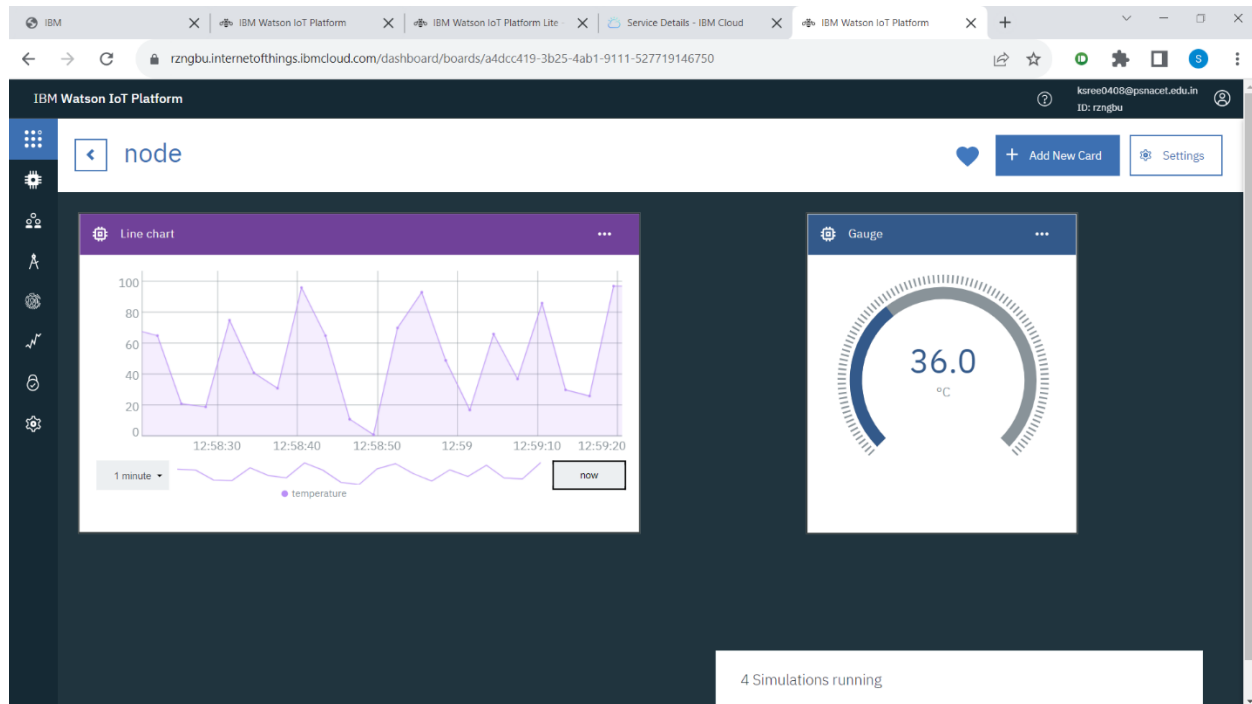 IBM
IBM Watson IoT Platform
IBM Watson IoT Platform Lite -
Service Details - IBM Cloud
IBM Watson IoT Platform
rzngbu.internetofthings.ibmcloud.com/dashboard/boards/a4dcc419-3b25-4ab1-9111-527719146750
S
IBM Watson IoT Platform
ksree0408@psnacet.edu.in
ID: rzngbu
node
+ Add New Card
Settings
Line chart
100
80
60
40
20
0
12:58:30 12:58:40 12:58:50 12:59 12:59:10 12:59:20
1 minute
now
temperature
Gauge
36.0
°C
4 Simulations running